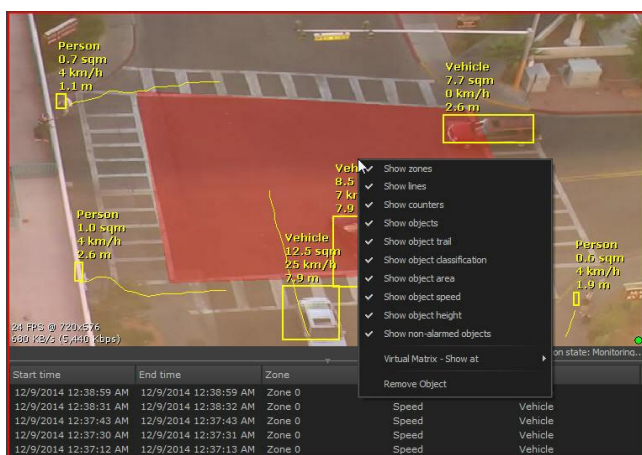 Person
0.7 sqm
4 km/h
1.1 m
Vehicle
7.7 sqm
0 km/h
2.6 m
Person
1.0 sqm
4 km/h
2.6 m
Vehicle
12.5 sqm
25 km/h
7.9 m
8.5
7.9
Person
0.6 sqm
4 km/h
1.9 m
Show zones
Show lines
Show counters
Show objects
Show object trail
Show object classification
Show object area
Show object speed
Show object height
Show non-alarmed objects
Virtual Matrix - Show at
Remove Object
24 FPS @ 720x576
680 KB/s (5,440 Kbps)
on state: Monitoring...
Start time End time Zone
12/9/2014 12:38:59 AM 12/9/2014 12:38:59 AM Zone 0
12/9/2014 12:38:31 AM 12/9/2014 12:38:32 AM Zone 0 Speed Vehicle
12/9/2014 12:37:43 AM 12/9/2014 12:37:43 AM Zone 0 Speed Vehicle
12/9/2014 12:37:30 AM 12/9/2014 12:37:31 AM Zone 0 Speed Vehicle
12/9/2014 12:37:12 AM 12/9/2014 12:37:13 AM Zone 0 Speed Vehicle